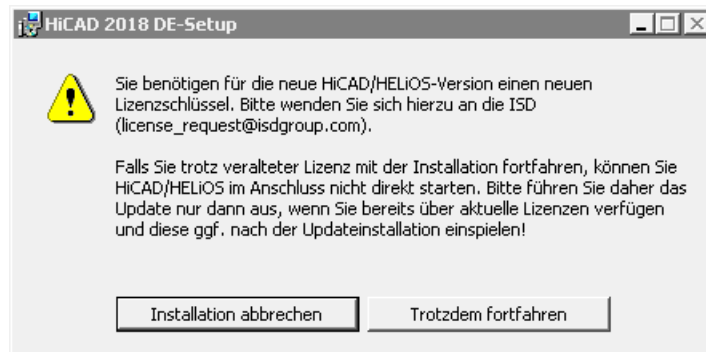 HiCAD 2018 DE-Setup
Sie benötigen für die neue HiCAD/HELiOS-Version einen neuen
Lizenzschlüssel. Bitte wenden Sie sich hierzu an die ISD
(license_request@isdgroup.com).
Falls Sie trotz veralteter Lizenz mit der Installation fortfahren, können Sie
HiCAD/HELiOS im Anschluss nicht direkt starten. Bitte führen Sie daher das
Update nur dann aus, wenn Sie bereits über aktuelle Lizenzen verfügen
und diese ggf. nach der Updateinstallation einspielen!
Installation abbrechen
Trotzdem fortfahren